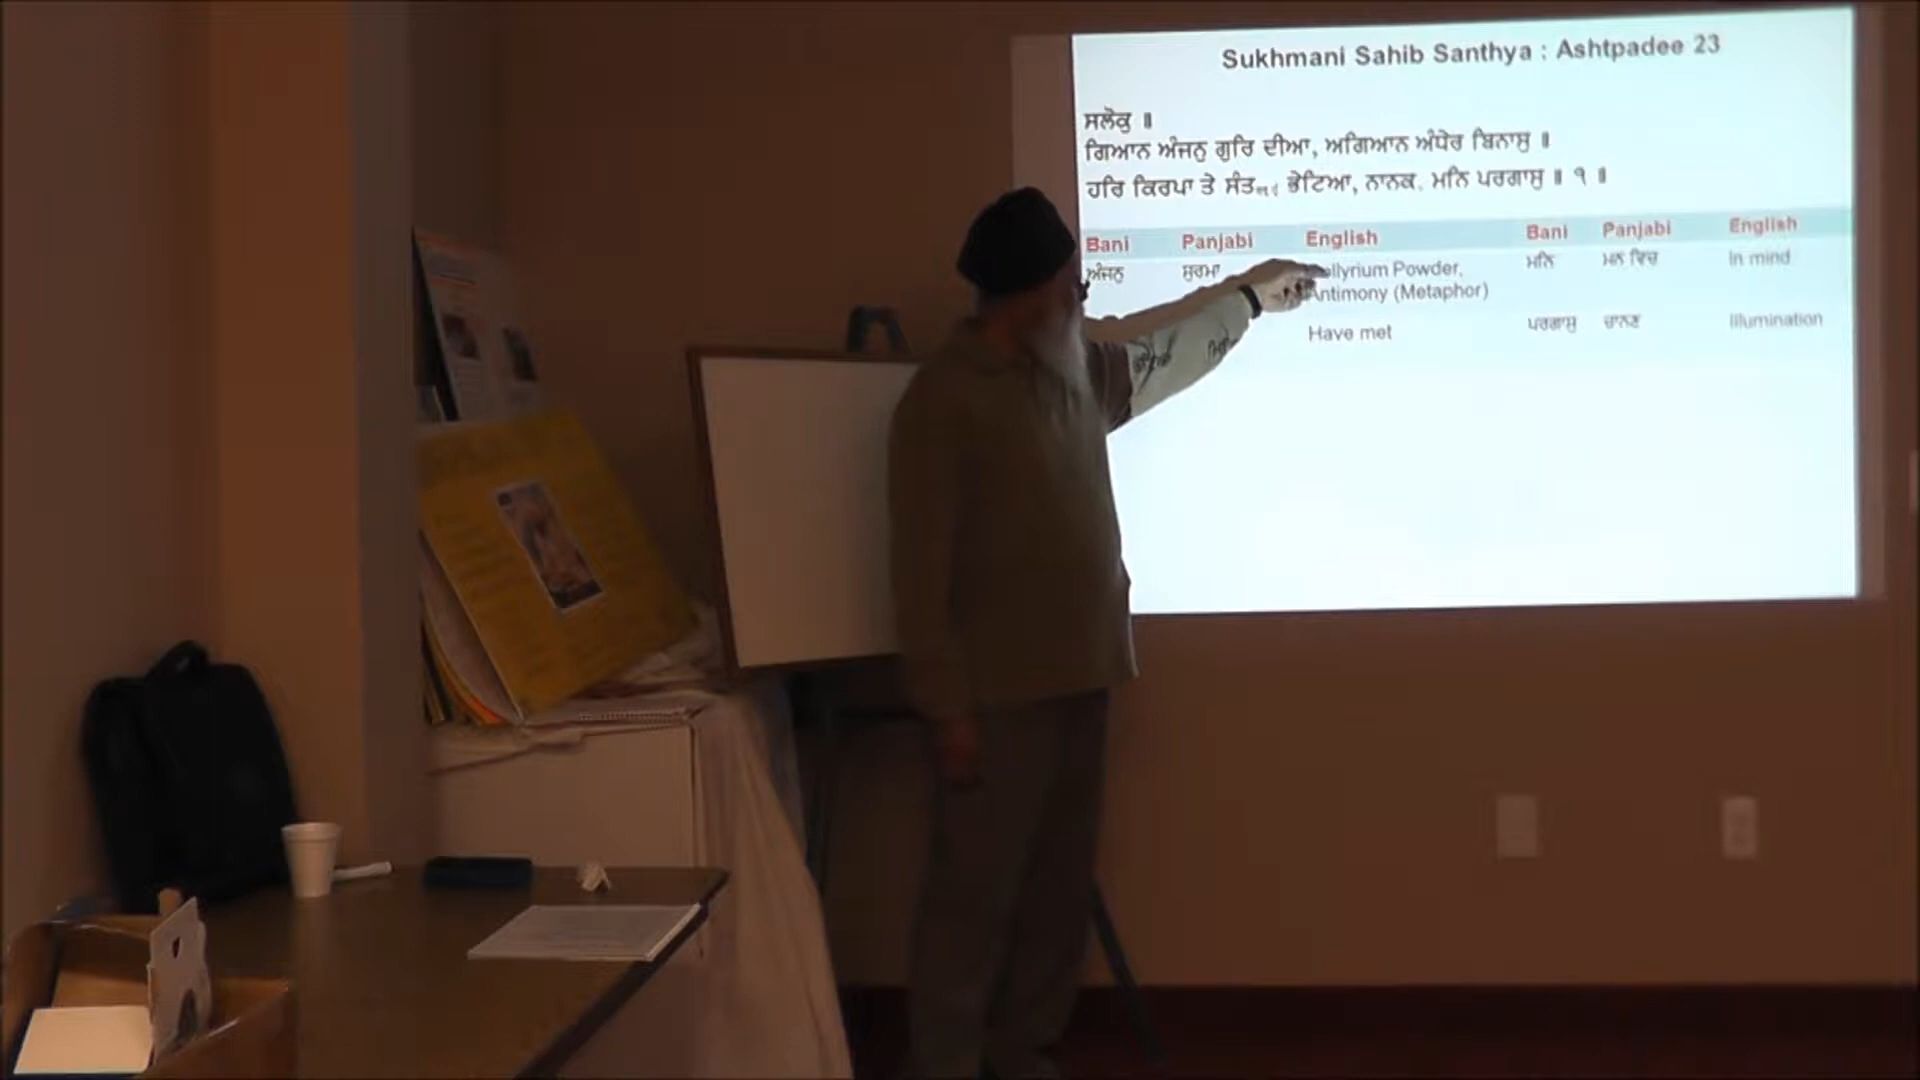 Sukhmani Sahib Santhya : Ashtpadee 23
ਸਲੋਕੁ ॥
ਗਿਆਨ ਅੰਜਨੁ ਗੁਰਿ ਦੀਆ, ਅਗਿਆਨ ਅੰਧੇਰ ਬਿਨਾਸੁ ॥
ਹਰਿ ਕਿਰਪਾ ਤੇ ਸੰਤ ਭੇਟਿਆ, ਨਾਨਕ. ਮਨਿ ਪਰਗਾਸੁ ॥ ੧ ॥
Bani Panjabi English Bani Panjabi English
ਅੰਜਨੁ ਸੁਰਮਾ Powder, ਮਨਿ ਮਨ ਵਿਚ In mind
Antimony (Metaphor)
Have met ਪਰਗਾਸੁ ਚਾਨਣ Illumination